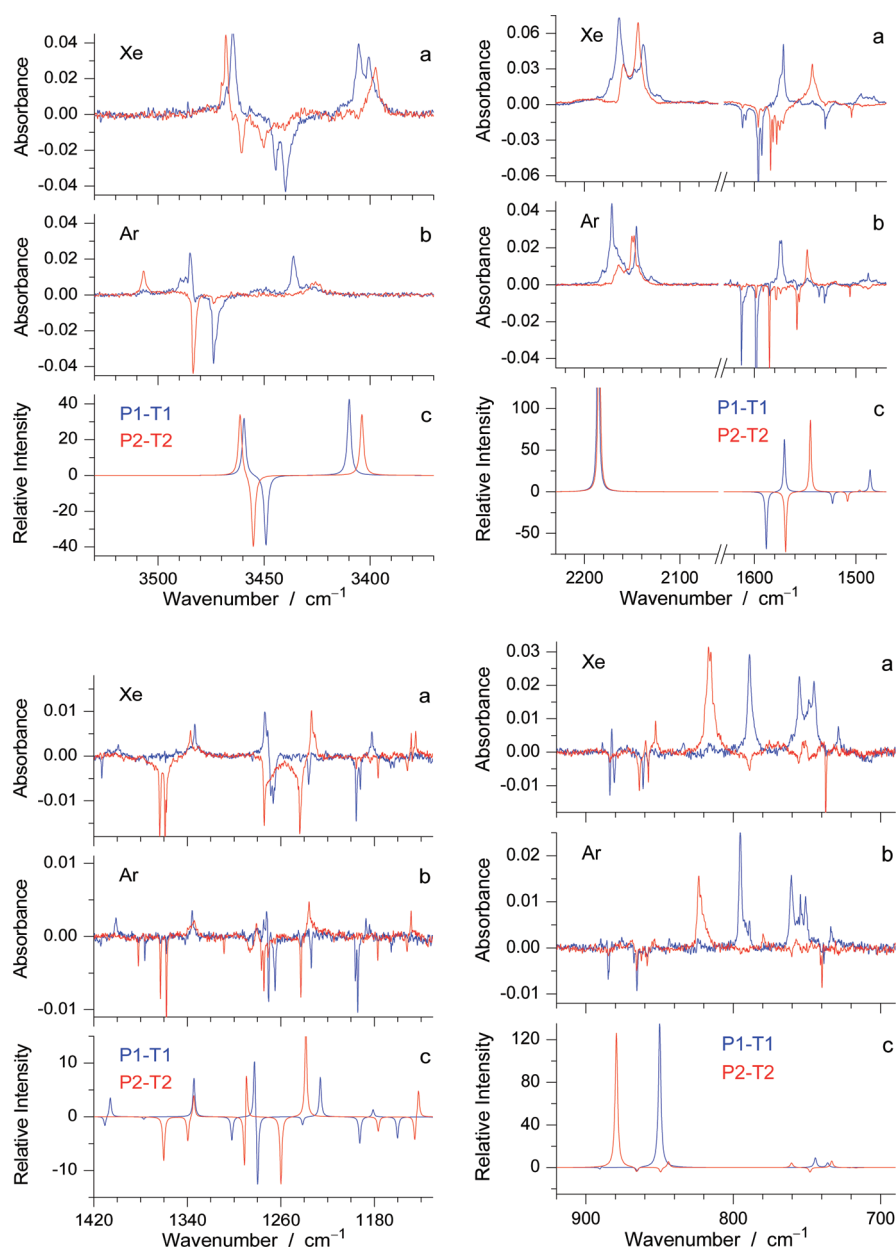 Xe
a
Absorbance
0.04
0.02
0.00
-0.02
-0.04
Ar
b
Absorbance
0.04
0.02
0.00
-0.02
-0.04
P1-T1
P2-T2
c
Relative Intensity
40
20
0
-20
-40
3500 3450 3400
Wavenumber / cm⁻¹
Xe
a
Absorbance
0.06
0.03
0.00
-0.03
-0.06
Ar
b
Absorbance
0.04
0.02
0.00
-0.02
-0.04
P1-T1
P2-T2
c
Relative Intensity
100
50
0
-50
2200 2100 1600 1500
Wavenumber / cm⁻¹
Xe
a
Absorbance
0.01
0.00
-0.01
Ar
b
Absorbance
0.01
0.00
-0.01
P1-T1
P2-T2
c
Relative Intensity
10
0
-10
1420 1340 1260 1180
Wavenumber / cm⁻¹
Xe
a
Absorbance
0.03
0.02
0.01
0.00
-0.01
Ar
b
Absorbance
0.02
0.01
0.00
-0.01
P1-T1
P2-T2
c
Relative Intensity
120
80
40
0
900 800 700
Wavenumber / cm⁻¹